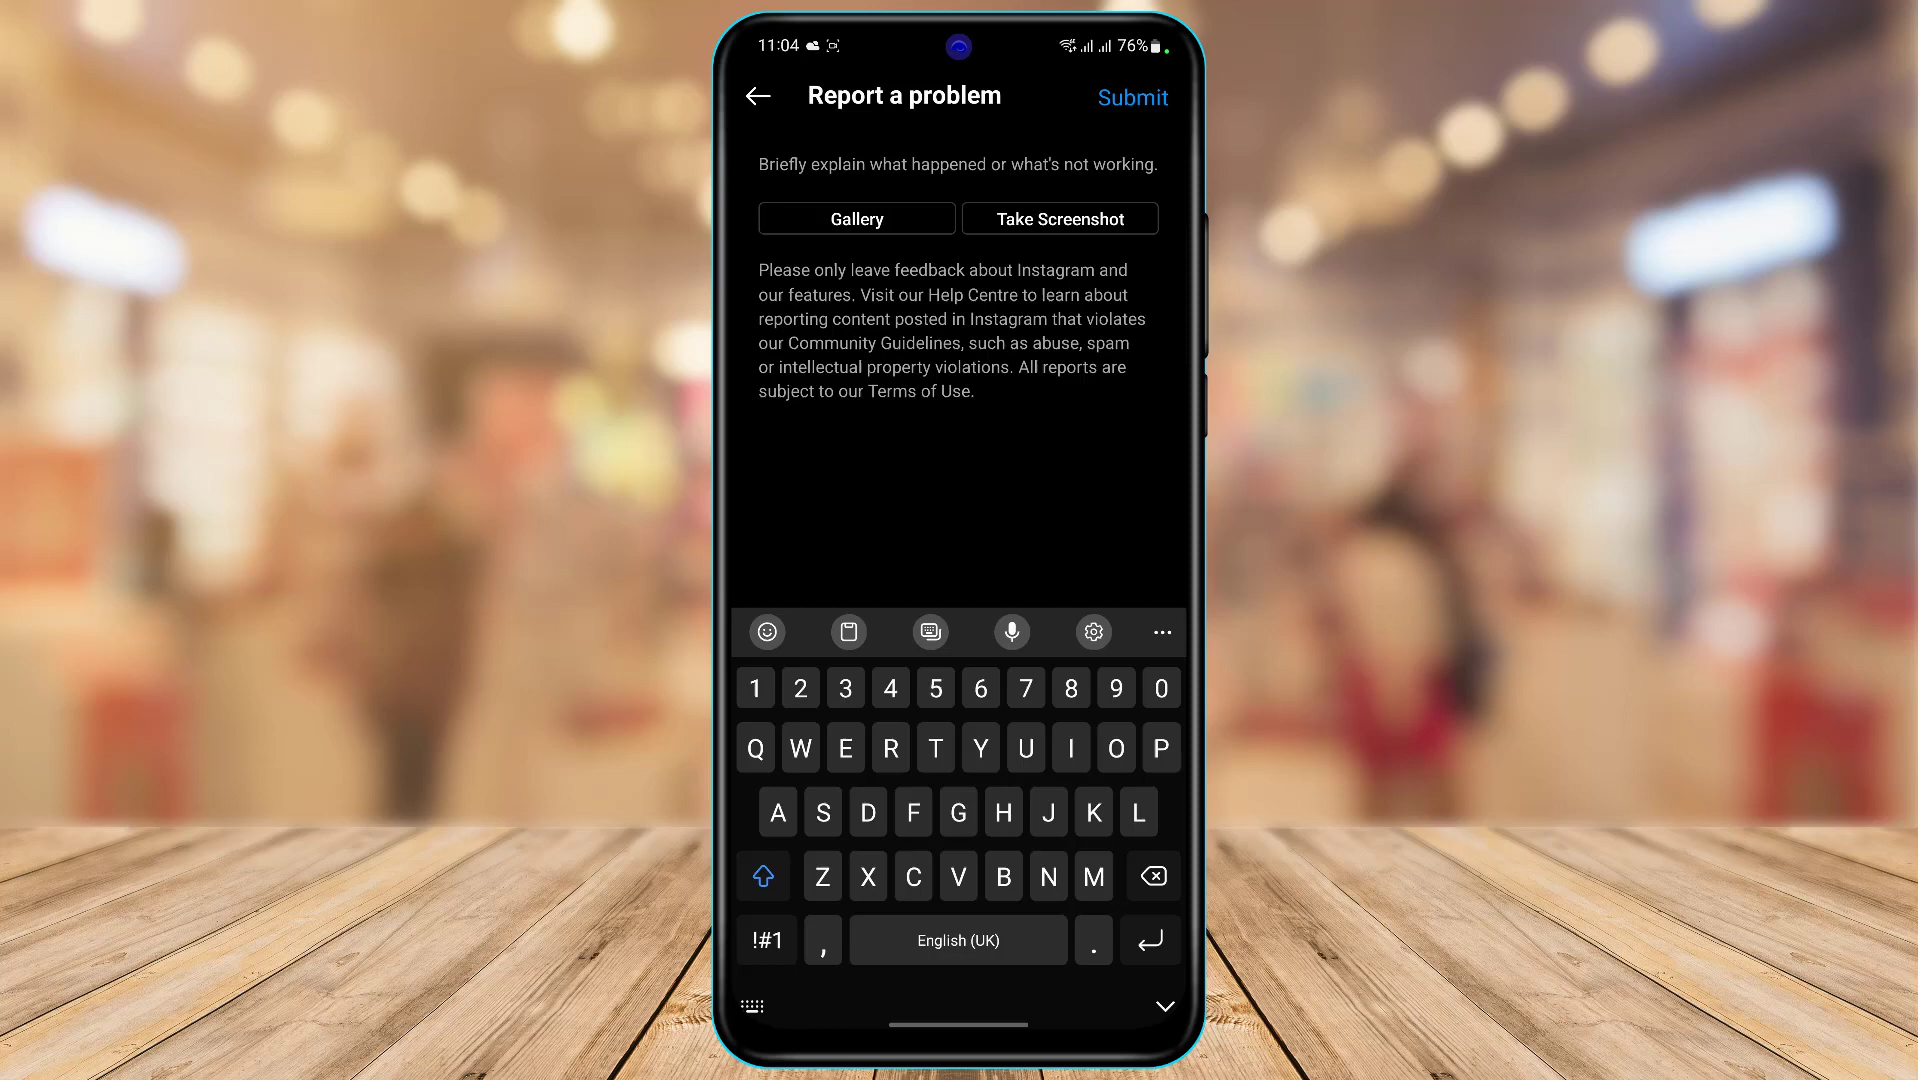 11:04 76%
Report a problem Submit
Briefly explain what happened or what's not working.
Gallery Take Screenshot
Please only leave feedback about Instagram and
our features. Visit our Help Centre to learn about
reporting content posted in Instagram that violates
our Community Guidelines, such as abuse, spam
or intellectual property violations. All reports are
subject to our Terms of Use.
1 2 3 4 5 6 7 8 9 0
Q W E R T Y U I O P
A S D F G H J K L
Z X C V B N M
!#1 , English (UK) .